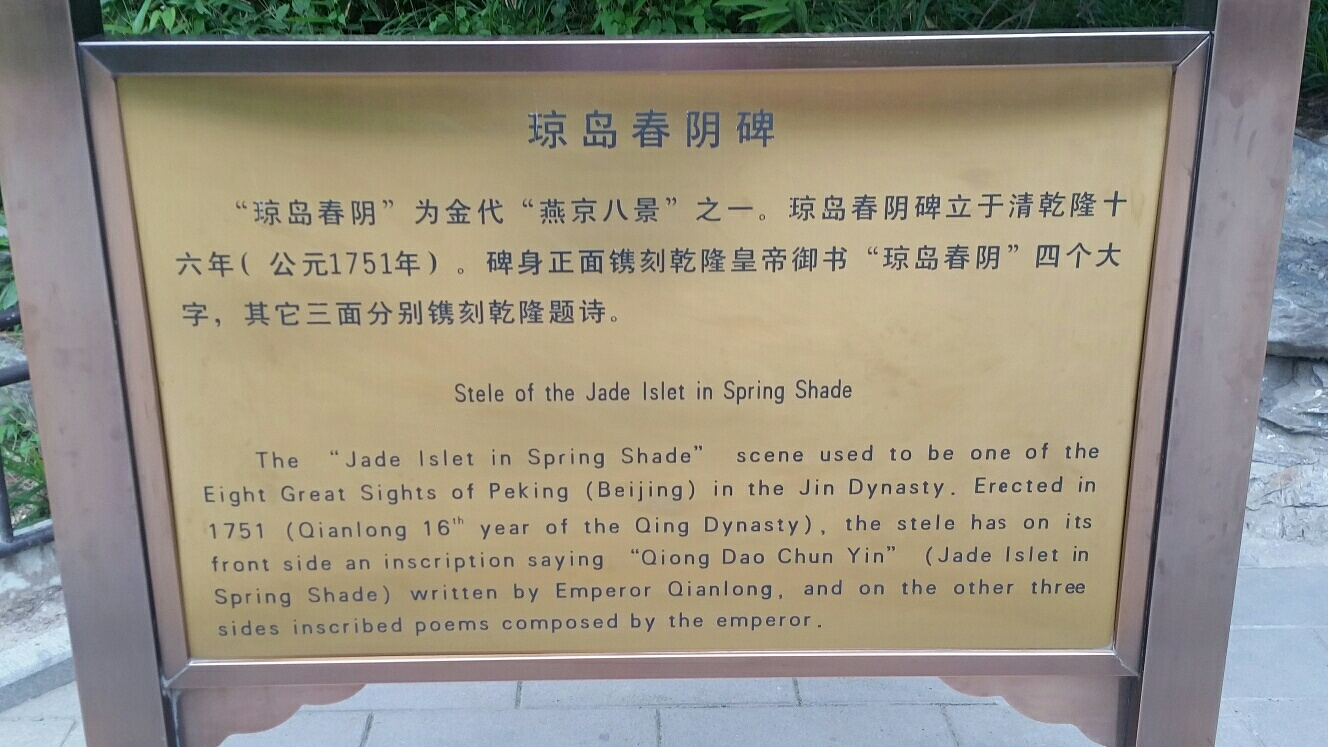 琼岛春阴碑
“琼岛春阴”为金代“燕京八景”之一。琼岛春阴碑立于清乾隆十
六年(公元1751年)。碑身正面镌刻乾隆皇帝御书“琼岛春阴”四个大
字，其它三面分别镌刻乾隆题诗。
Stele of the Jade Islet in Spring Shade
The “Jade Islet in Spring Shade” scene used to be one of the
Eight Great Sights of Peking (Beijing) in the Jin Dynasty. Erected in
1751 (Qianlong 16th year of the Qing Dynasty), the stele has on its
front side an inscription saying “Qiong Dao Chun Yin” (Jade Islet in
Spring Shade) written by Emperor Qianlong, and on the other three
sides inscribed poems composed by the emperor.